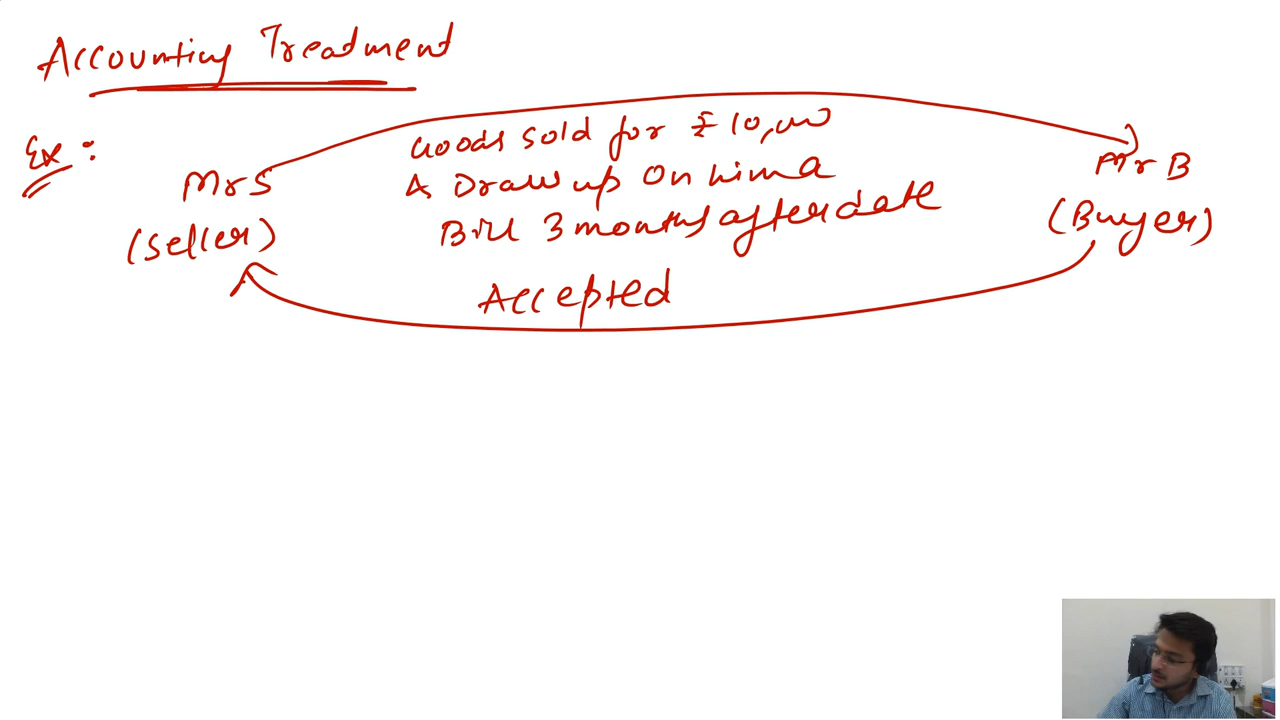 Accounting Treatment
Ex:
Goods sold for ₹ 10,000
Mr S
& Draw up on him a
Mr B
(Seller)
Bill 3 months after date
(Buyer)
Accepted